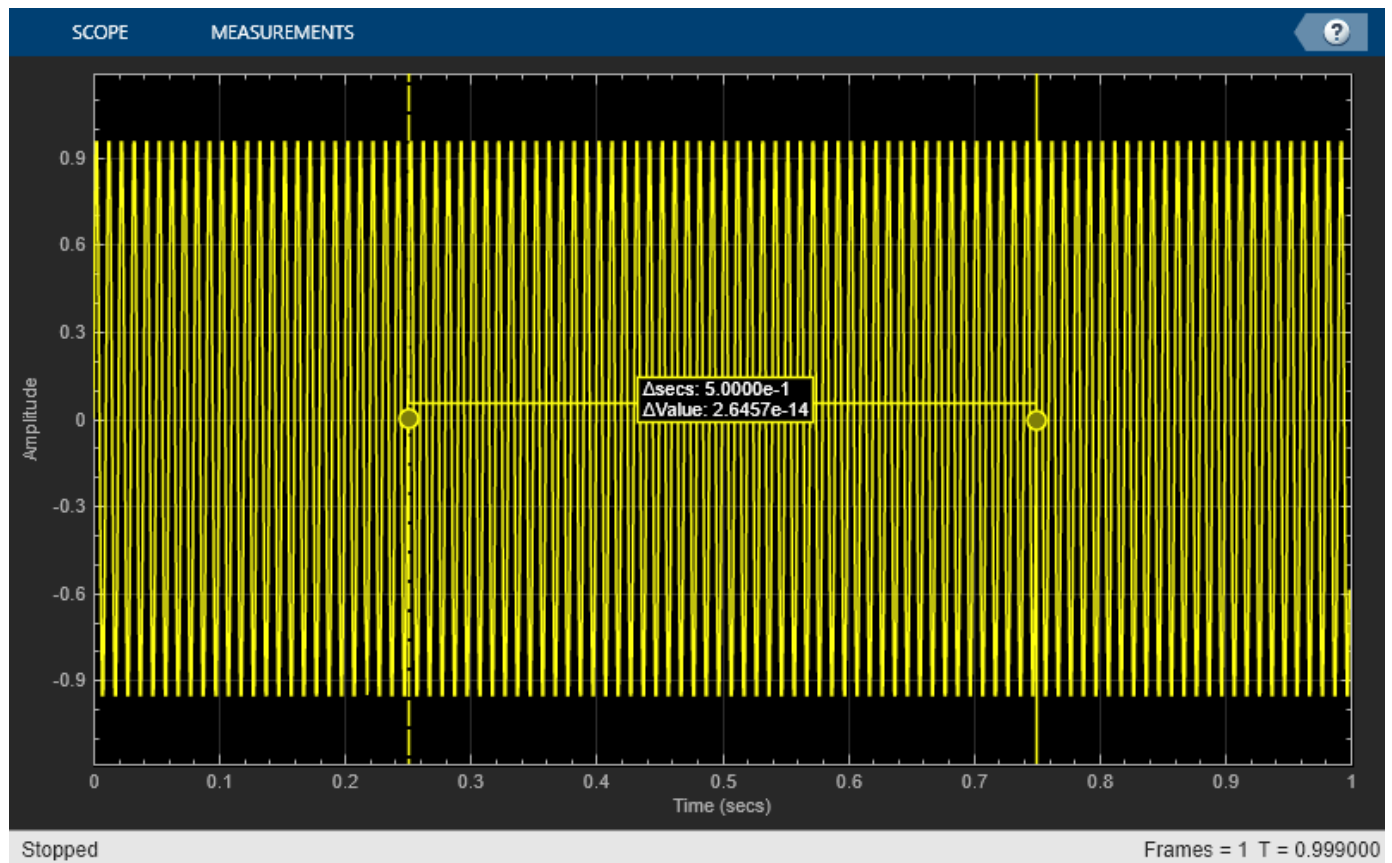 SCOPE MEASUREMENTS ?
0.9
0.6
0.3
0
-0.3
-0.6
-0.9
Amplitude
Δsecs: 5.0000e-1
ΔValue: 2.6457e-14
0 0.1 0.2 0.3 0.4 0.5 0.6 0.7 0.8 0.9 1
Time (secs)
Stopped Frames = 1 T = 0.999000